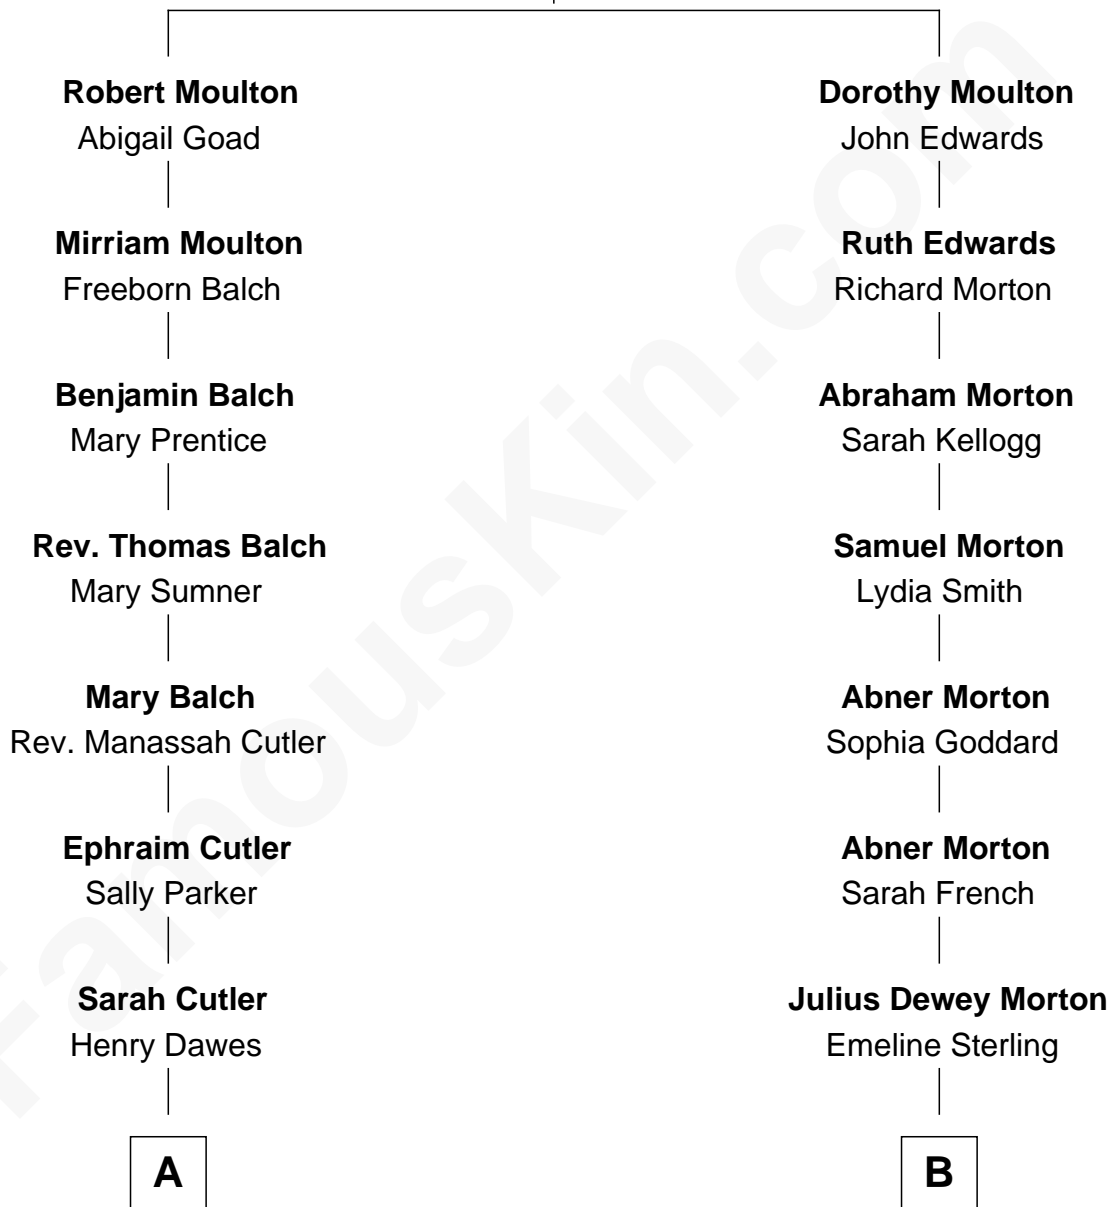 Robert Moulton
Abigail Goad
Mirriam Moulton
Freeborn Balch
Benjamin Balch
Mary Prentice
Rev. Thomas Balch
Mary Sumner
Mary Balch
Rev. Manassah Cutler
Ephraim Cutler
Sally Parker
Sarah Cutler
Henry Dawes
A
Dorothy Moulton
John Edwards
Ruth Edwards
Richard Morton
Abraham Morton
Sarah Kellogg
Samuel Morton
Lydia Smith
Abner Morton
Sophia Goddard
Abner Morton
Sarah French
Julius Dewey Morton
Emeline Sterling
B
FamousKin.com